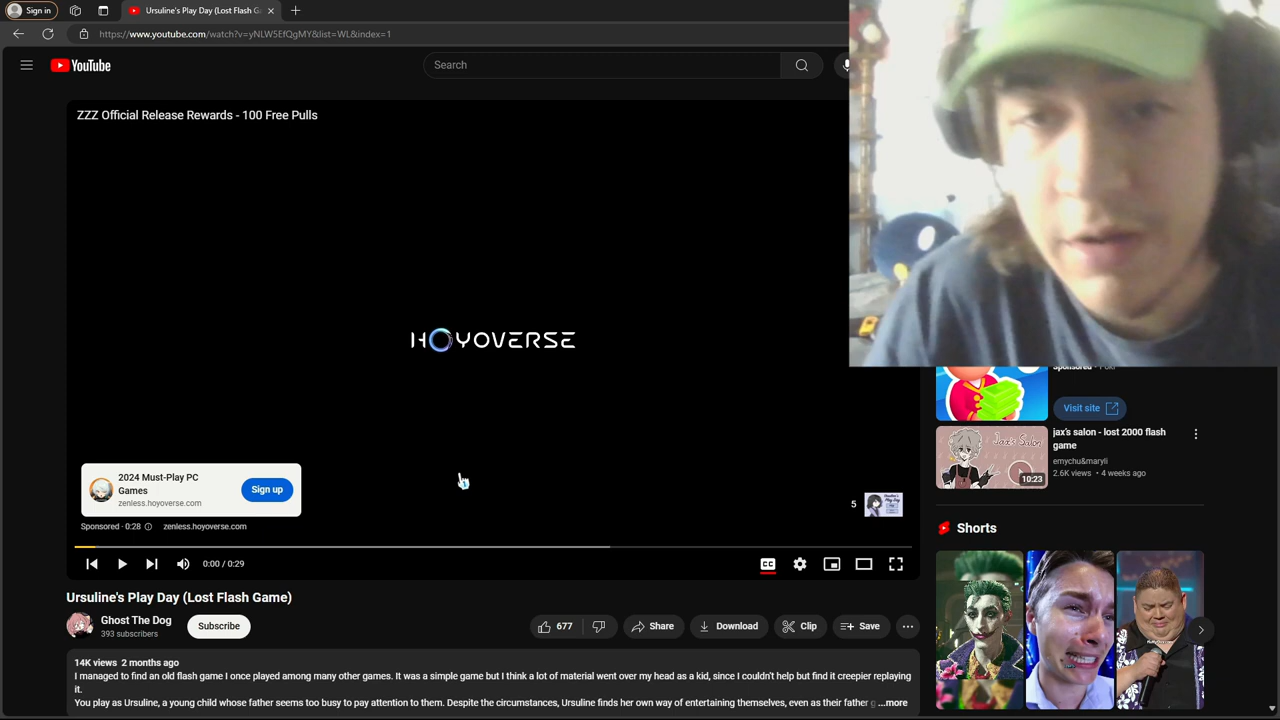 Sign in
Ursuline's Play Day (Lost Flash Ga
https://www.youtube.com/watch?v=yNLW5EfQgMY&list=WL&index=1
YouTube
Search
ZZZ Official Release Rewards - 100 Free Pulls
HOYOVERSE
2024 Must-Play PC
Games
zenless.hoyoverse.com
Sign up
5
Sponsored · 0:28
zenless.hoyoverse.com
0:00 / 0:29
CC
Ursuline's Play Day (Lost Flash Game)
Ghost The Dog
393 subscribers
Subscribe
677
Share
Download
Clip
Save
14K views 2 months ago
I managed to find an old flash game I once played among many other games. It was a simple game but I think a lot of material went over my head as a kid, since I couldn't help but find it creepier replaying
it.
You play as Ursuline, a young child whose father seems too busy to pay attention to them. Despite the circumstances, Ursuline finds her own way of entertaining themselves, even as their father g ...more
Sponsored · Poki
Visit site
jax's salon - lost 2000 flash
game
emychu&maryli
2.6K views · 4 weeks ago
Jax's Salon
10:23
Shorts